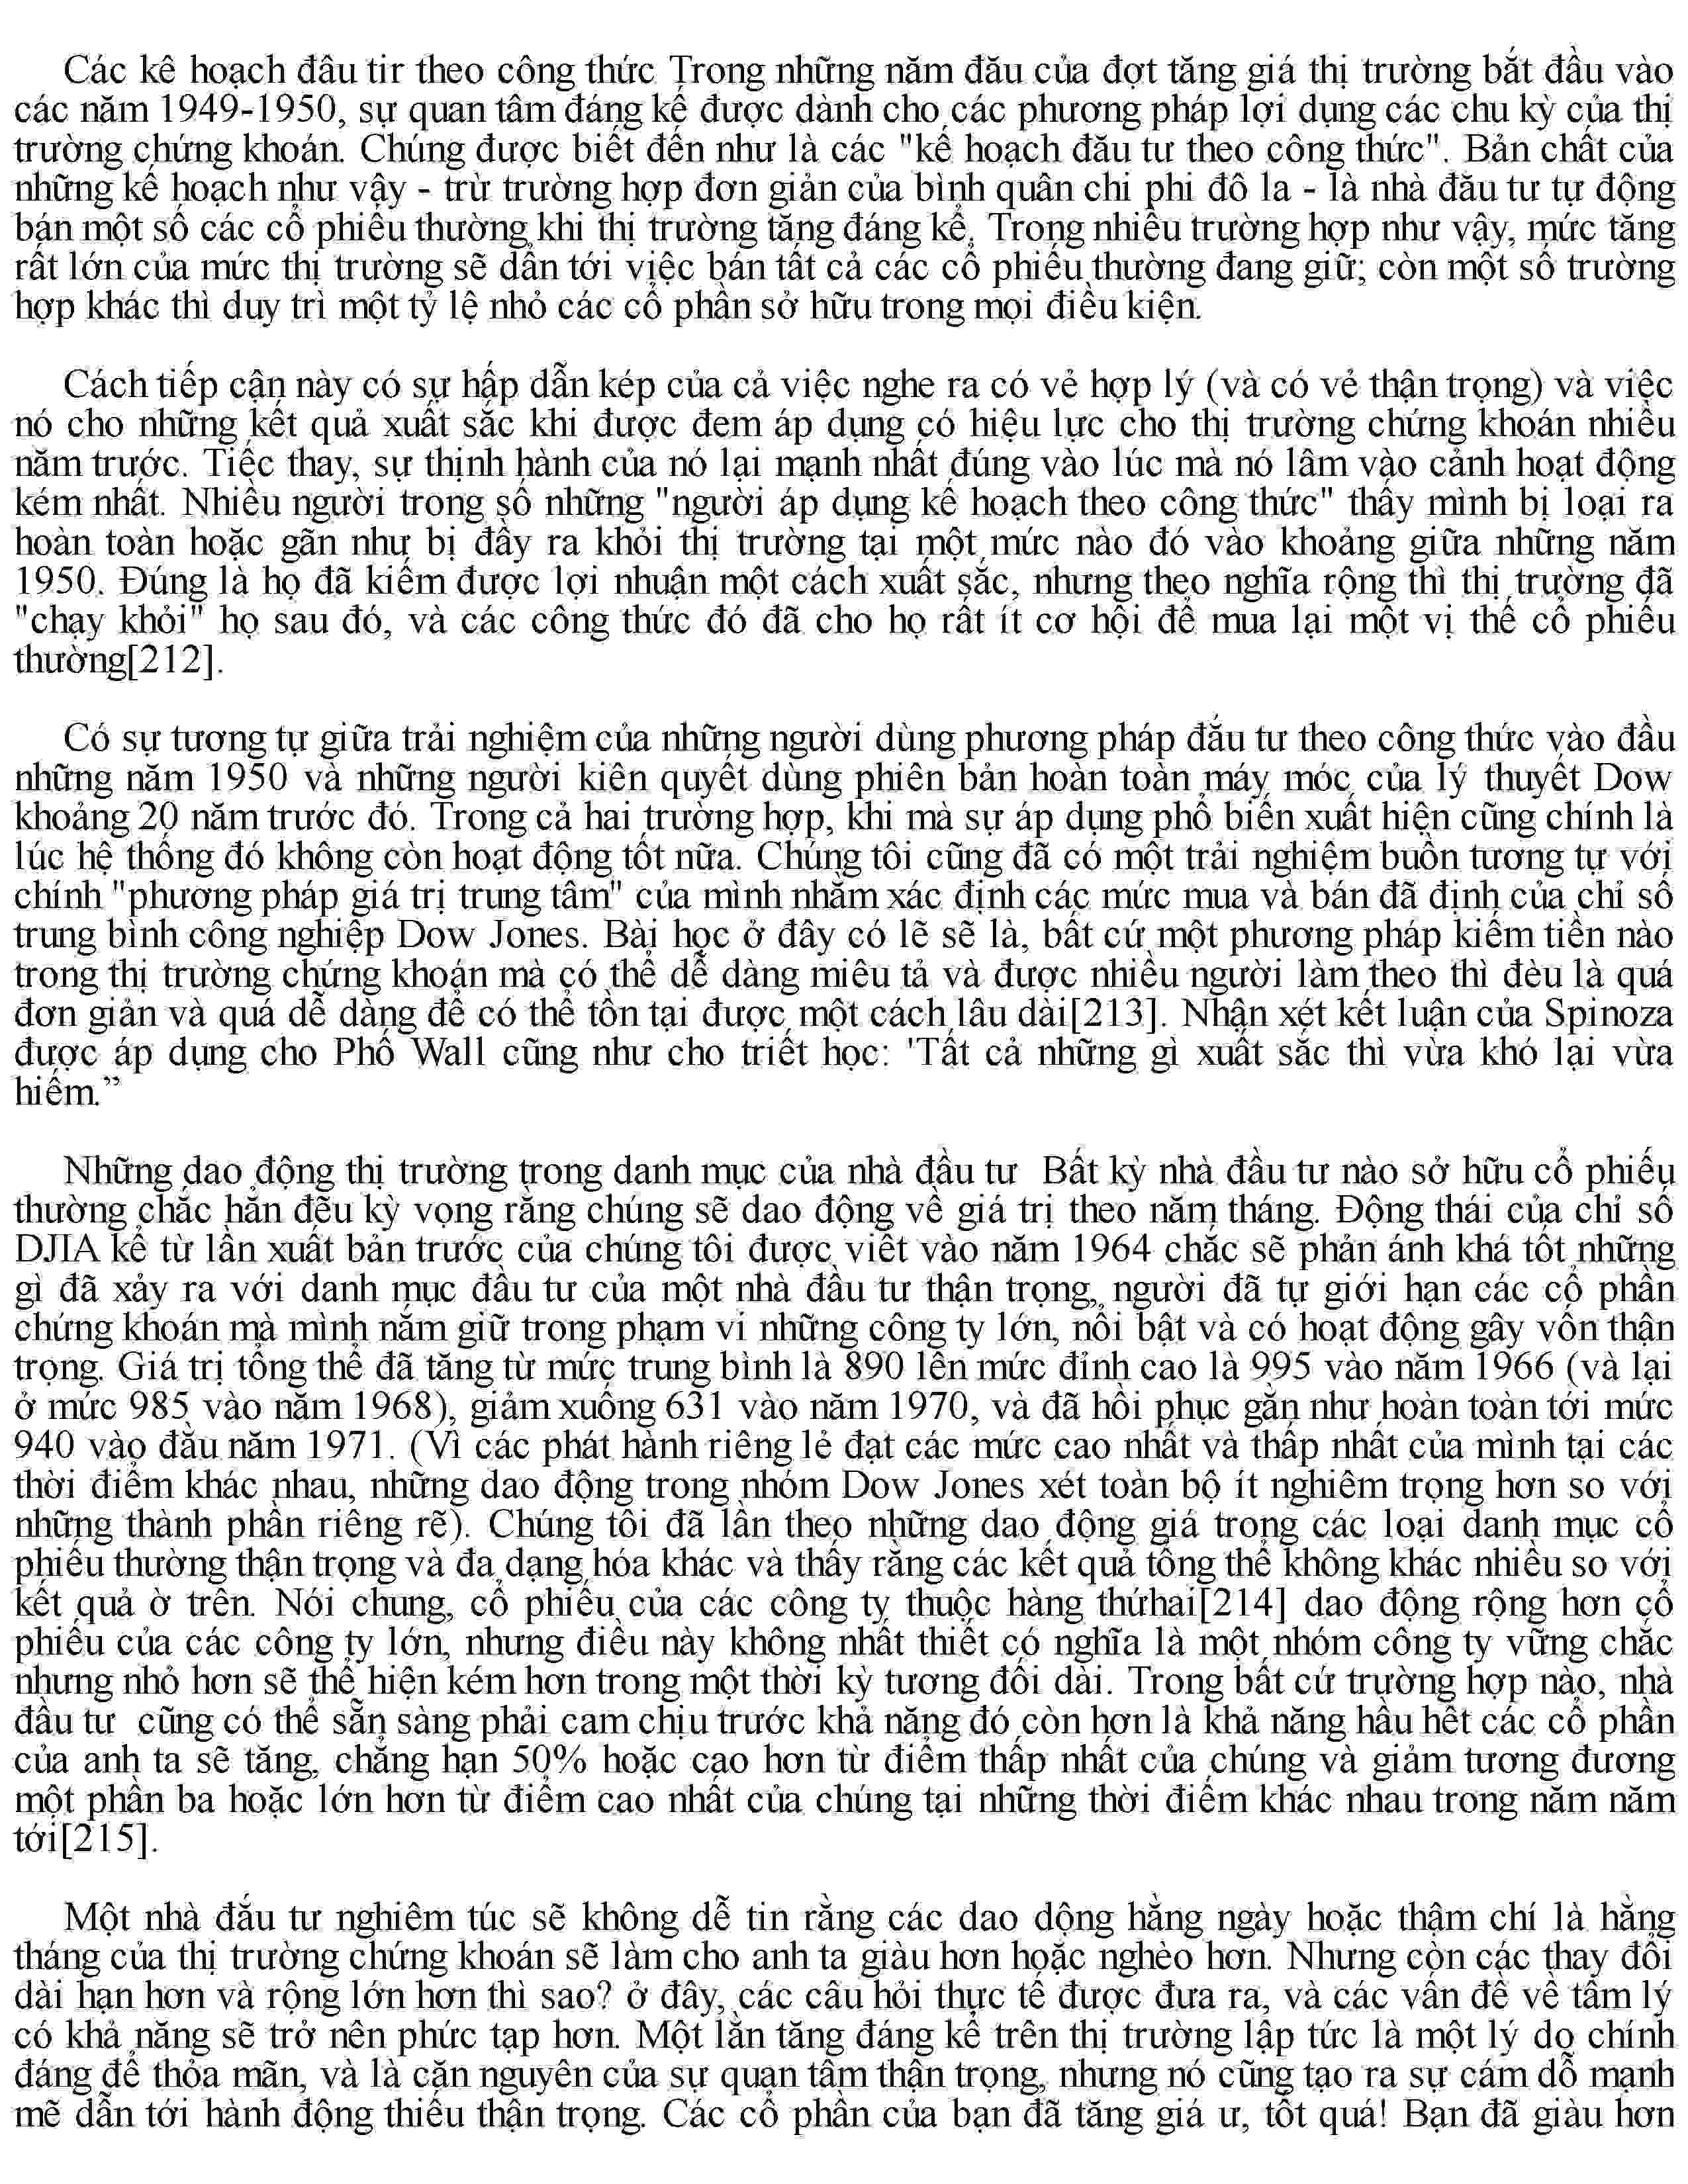 Các kê hoạch đâu tir theo công thức Trong những năm đău của đợt tăng giá thị trường bắt đầu vào
các năm 1949-1950, sự quan tâm đáng kể được dành cho các phương pháp lợi dụng các chu kỳ của thị
trường chứng khoán. Chúng được biết đến như là các "kế hoạch đău tư theo công thức". Bản chất của
những kế hoạch như vậy - trừ trường hợp đơn giản của bình quân chi phi đô la - là nhà đău tư tự động
bán một số các cổ phiếu thường khi thị trường tăng đáng kể. Trong nhiều trường hợp như vậy, mức tăng
rất lớn của mức thị trường sẽ dẫn tới việc bán tất cả các cổ phiếu thường đang giữ; còn một số trường
hợp khác thì duy trì một tỷ lệ nhỏ các cổ phần sở hữu trong mọi điều kiện.
Cách tiếp cận này có sự hấp dẫn kép của cả việc nghe ra có vẻ hợp lý (và có vẻ thận trọng) và việc
nó cho những kết quả xuất sắc khi được đem áp dụng có hiệu lực cho thị trường chứng khoán nhiều
năm trước. Tiếc thay, sự thịnh hành của nó lại mạnh nhất đúng vào lúc mà nó lâm vào cảnh hoạt động
kém nhất. Nhiều người trong số những "người áp dụng kế hoạch theo công thức" thấy mình bị loại ra
hoàn toàn hoặc gãn như bị đầy ra khỏi thị trường tại một mức nào đó vào khoảng giữa những năm
1950. Đúng là họ đã kiếm được lợi nhuận một cách xuất sắc, nhưng theo nghĩa rộng thì thị trường đã
"chạy khỏi" họ sau đó, và các công thức đó đã cho họ rất ít cơ hội để mua lại một vị thế cổ phiếu
thường[212].
Có sự tương tự giữa trải nghiệm của những người dùng phương pháp đắu tư theo công thức vào đầu
những năm 1950 và những người kiên quyết dùng phiên bản hoàn toàn máy móc của lý thuyết Dow
khoảng 20 năm trước đó. Trong cả hai trường hợp, khi mà sự áp dụng phổ biến xuất hiện cũng chính là
lúc hệ thống đó không còn hoạt động tốt nữa. Chúng tôi cũng đã có một trải nghiệm buồn tương tự với
chính "phương pháp giá trị trung tâm" của mình nhằm xác định các mức mua và bán đã định của chỉ số
trung bình công nghiệp Dow Jones. Bài học ở đây có lẽ sẽ là, bất cứ một phương pháp kiếm tiền nào
trong thị trường chứng khoán mà có thể dễ dàng miêu tả và được nhiều người làm theo thì đèu là quá
đơn giản và quá dễ dàng để có thể tồn tại được một cách lâu dài[213]. Nhận xét kết luận của Spinoza
được áp dụng cho Phố Wall cũng như cho triết học: 'Tất cả những gì xuất sắc thì vừa khó lại vừa
hiếm.”
Những dao động thị trường trong danh mục của nhà đầu tư Bất kỳ nhà đầu tư nào sở hữu cổ phiếu
thường chắc hẳn đễu kỳ vọng rằng chúng sẽ dao động về giá trị theo năm tháng. Động thái của chỉ số
DJIA kể từ lần xuất bản trước của chúng tôi được viết vào năm 1964 chắc sẽ phản ánh khá tốt những
gì đã xảy ra với danh mục đầu tư của một nhà đầu tư thận trọng, người đã tự giới hạn các cổ phần
chứng khoán mà mình nắm giữ trong phạm vi những công ty lớn, nổi bật và có hoạt động gây vốn thận
trọng. Giá trị tổng thể đã tăng từ mức trung bình là 890 lên mức đỉnh cao là 995 vào năm 1966 (và lại
ở mức 985 vào năm 1968), giảm xuống 631 vào năm 1970, và đã hồi phục gằn như hoàn toàn tới mức
940 vào đầu năm 1971. (Vì các phát hành riêng lẻ đạt các mức cao nhất và thấp nhất của mình tại các
thời điểm khác nhau, những dao động trong nhóm Dow Jones xét toàn bộ ít nghiêm trọng hơn so với
những thành phần riêng rẽ). Chúng tôi đã lần theo những dao động giá trong các loại danh mục cổ
phiếu thường thận trọng và đa dạng hóa khác và thấy rằng các kết quả tổng thể không khác nhiều so với
kết quả ờ trên. Nói chung, cổ phiếu của các công ty thuộc hàng thứhai[214] dao động rộng hơn cổ
phiếu của các công ty lớn, nhưng điều này không nhất thiết có nghĩa là một nhóm công ty vững chắc
nhưng nhỏ hơn sẽ thể hiện kém hơn trong một thời kỳ tương đối dài. Trong bất cứ trường hợp nào, nhà
đầu tư cũng có thể sẵn sàng phải cam chịu trước khả năng đó còn hơn là khả năng hầu hết các cổ phần
của anh ta sẽ tăng, chẳng hạn 50% hoặc cao hơn từ điểm thấp nhất của chúng và giảm tương đương
một phần ba hoặc lớn hơn từ điểm cao nhất của chúng tại những thời điếm khác nhau trong năm năm
tới[215].
Một nhà đắu tư nghiêm túc sẽ không dễ tin rằng các dao dộng hằng ngày hoặc thậm chí là hằng
tháng của thị trường chứng khoán sẽ làm cho anh ta giàu hơn hoặc nghèo hơn. Nhưng còn các thay đổi
dài hạn hơn và rộng lớn hơn thì sao? ở đây, các câu hỏi thực tế được đưa ra, và các vấn đề về tâm lý
có khả năng sẽ trở nên phức tạp hơn. Một lằn tăng đáng kể trên thị trường lập tức là một lý do chính
đáng để thỏa mãn, và là căn nguyên của sự quan tâm thận trọng, nhưng nó cũng tạo ra sự cám dỗ mạnh
mẽ dẫn tới hành động thiếu thận trọng. Các cổ phần của bạn đã tăng giá ư, tốt quá! Bạn đã giàu hơn